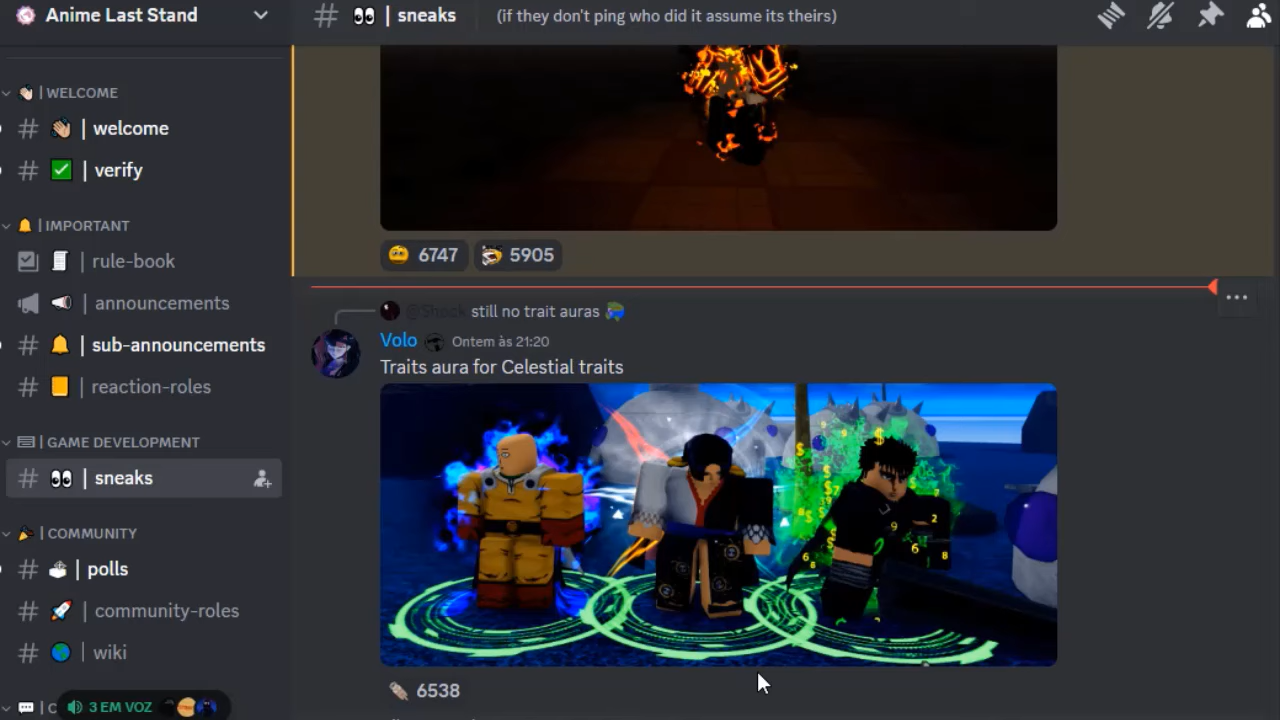 Anime Last Stand
| WELCOME
# | welcome
# | verify
| IMPORTANT
| rule-book
| announcements
# | sub-announcements
# | reaction-roles
| GAME DEVELOPMENT
# | sneaks
| COMMUNITY
# | polls
# | community-roles
# | wiki
| C
3 EM VOZ
# | sneaks (if they don't ping who did it assume its theirs)
6747 5905
@Shock still no trait auras
Volo Ontem às 21:20
Traits aura for Celestial traits
6538